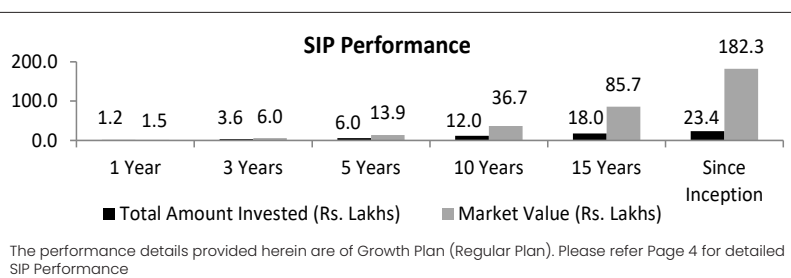 SIP Performance
200.0
100.0
0.0
1.2 1.5 3.6 6.0 6.0 13.9 12.0 36.7 18.0 85.7 23.4 182.3
1 Year 3 Years 5 Years 10 Years 15 Years Since
Inception
Total Amount Invested (Rs. Lakhs) Market Value (Rs. Lakhs)
The performance details provided herein are of Growth Plan (Regular Plan). Please refer Page 4 for detailed
SIP Performance